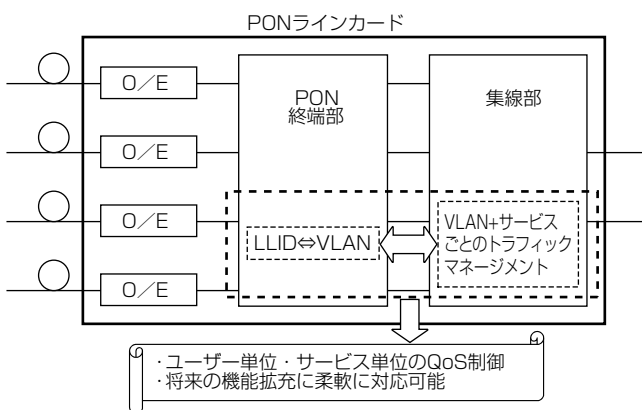 PONラインカード
O／E
O／E
O／E
O／E
PON
終端部
集線部
LLID⇔VLAN
VLAN+サービス
ごとのトラフィック
マネージメント
・ユーザー単位・サービス単位のQoS制御
・将来の機能拡充に柔軟に対応可能